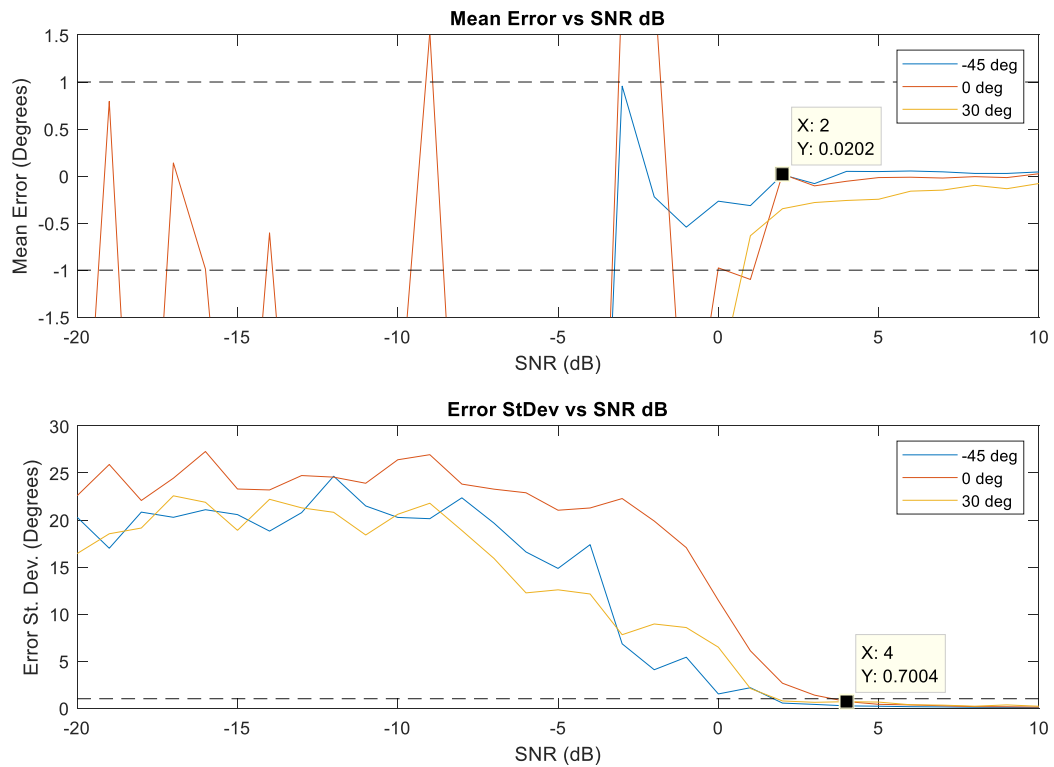 Mean Error vs SNR dB
1.5
1
0.5
0
-0.5
-1
-1.5
Mean Error (Degrees)
-45 deg
0 deg
30 deg
X: 2
Y: 0.0202
-20 -15 -10 -5 0 5 10
SNR (dB)
Error StDev vs SNR dB
30
25
20
15
10
5
0
Error St. Dev. (Degrees)
-45 deg
0 deg
30 deg
X: 4
Y: 0.7004
-20 -15 -10 -5 0 5 10
SNR (dB)